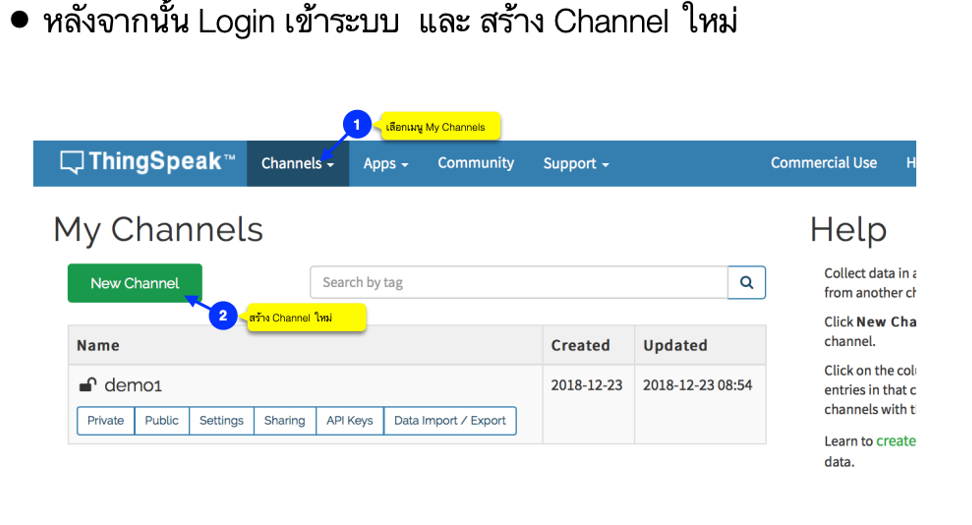 ● หลังจากนั้น Login เข้าระบบ และ สร้าง Channel ใหม่
1 เลือกเมนู My Channels
ThingSpeak™ Channels Apps Community Support Commercial Use H
My Channels
Help
New Channel
Search by tag
2 สร้าง Channel ใหม่
Name Created Updated
demo1 2018-12-23 2018-12-23 08:54
Private Public Settings Sharing API Keys Data Import / Export
Collect data in a
from another ch
Click New Cha
channel.
Click on the colu
entries in that c
channels with t
Learn to create
data.